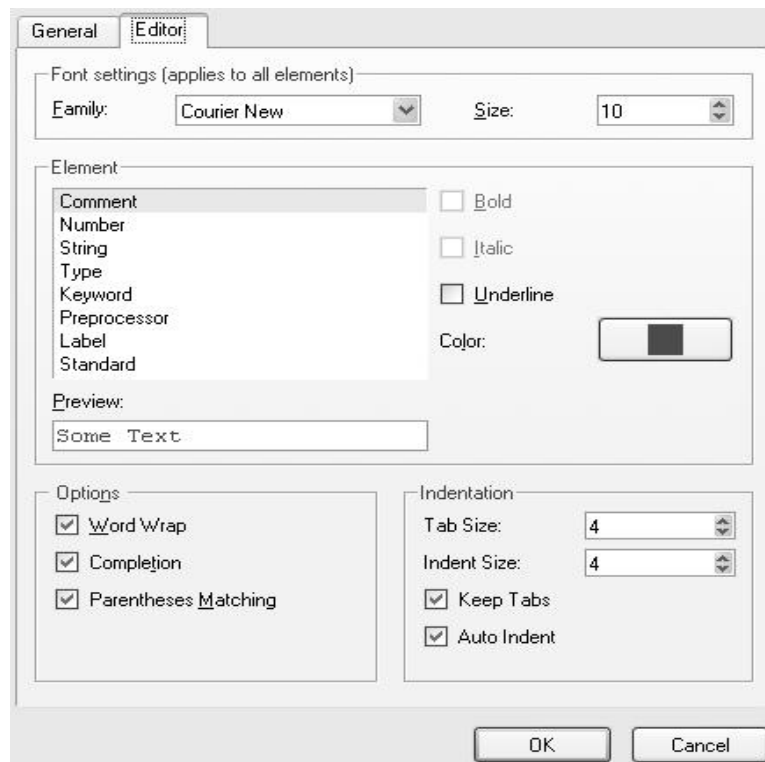 General Editor
Font settings (applies to all elements)
Family: Courier New Size: 10
Element
Comment
Number
String
Type
Keyword
Preprocessor
Label
Standard
Bold
Italic
Underline
Color:
Preview:
Some Text
Options
Word Wrap
Completion
Parentheses Matching
Indentation
Tab Size: 4
Indent Size: 4
Keep Tabs
Auto Indent
OK Cancel